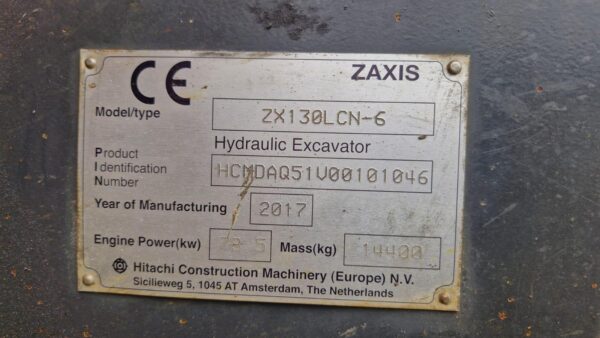 CE ZAXIS
Model/type ZX130LCN-6
Hydraulic Excavator
Product
Identification HCMDAQ51V00101046
Number
Year of Manufacturing 2017
Engine Power(kw) Mass(kg) 14400
Hitachi Construction Machinery (Europe) N.V.
Sicilieweg 5, 1045 AT Amsterdam, The Netherlands